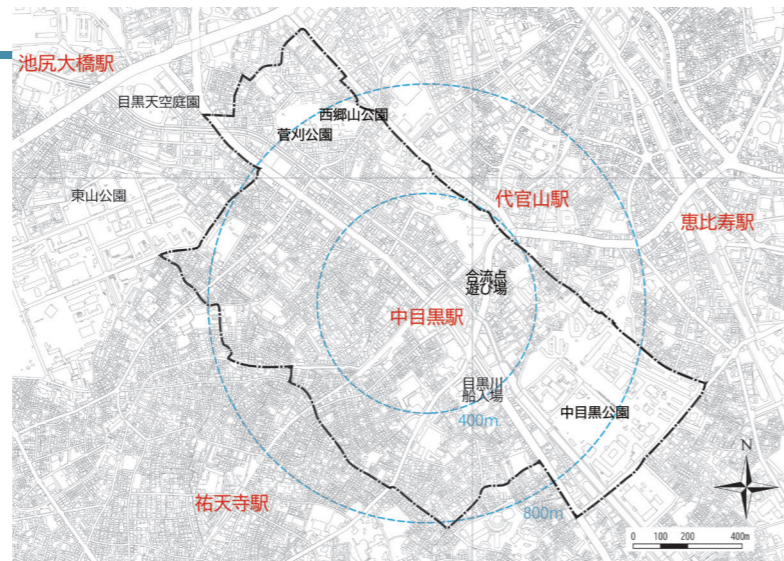 池尻大橋駅
目黒天空庭園
西郷山公園
菅刈公園
東山公園
代官山駅
恵比寿駅
合流点
遊び場
中目黒駅
目黒川
船入場
400m
中目黒公園
祐天寺駅
800m
N
0 100 200 400m